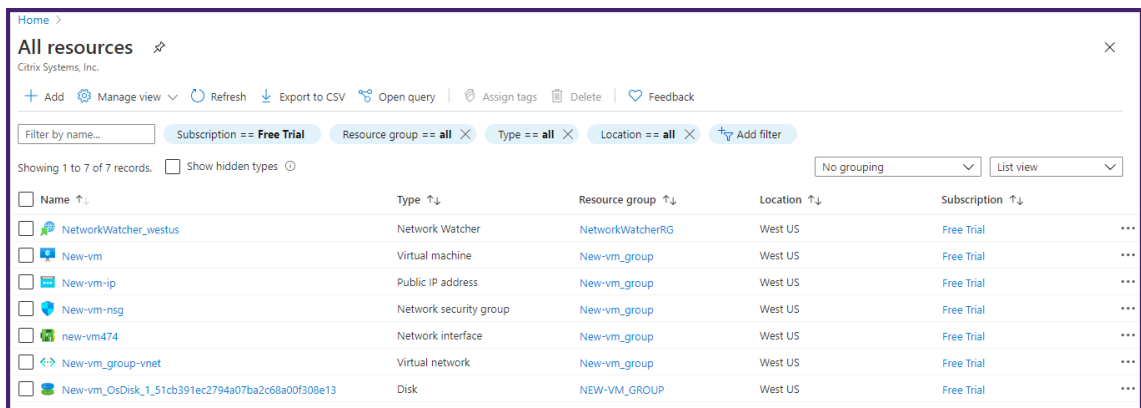 Home >
All resources
Citrix Systems, Inc.
Add Manage view Refresh Export to CSV Open query Assign tags Delete Feedback
Filter by name... Subscription == Free Trial Resource group == all Type == all Location == all Add filter
Showing 1 to 7 of 7 records. Show hidden types No grouping List view
Name Type Resource group Location Subscription
NetworkWatcher_westus Network Watcher NetworkWatcherRG West US Free Trial
New-vm Virtual machine New-vm_group West US Free Trial
New-vm-ip Public IP address New-vm_group West US Free Trial
New-vm-nsg Network security group New-vm_group West US Free Trial
new-vm474 Network interface New-vm_group West US Free Trial
New-vm_group-vnet Virtual network New-vm_group West US Free Trial
New-vm_OsDisk_1_51cb391ec2794a07ba2c68a00f308e13 Disk NEW-VM_GROUP West US Free Trial